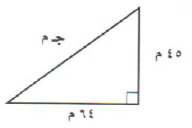 جـ م
٤٥ م
٦٤ م